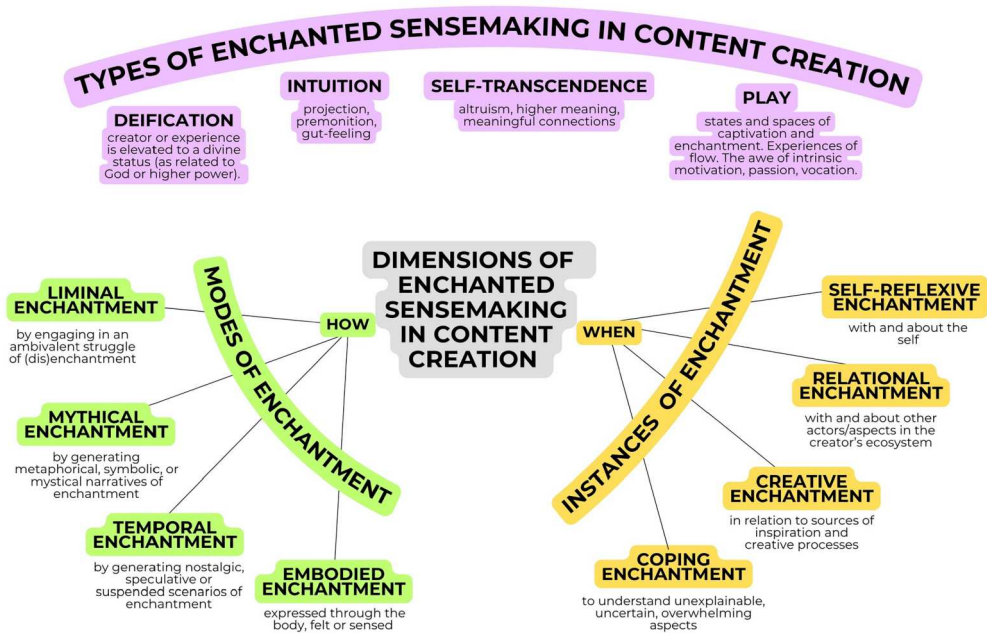 TYPES OF ENCHANTED SENSEMAKING IN CONTENT CREATION
DEIFICATION
creator or experience
is elevated to a divine
status (as related to
God or higher power).
INTUITION
projection,
premonition,
gut-feeling
SELF-TRANSCENDENCE
altruism, higher meaning,
meaningful connections
PLAY
states and spaces of
captivation and
enchantment. Experiences of
flow. The awe of intrinsic
motivation, passion, vocation.
DIMENSIONS OF
ENCHANTED
SENSEMAKING
IN CONTENT
CREATION
MODES OF ENCHANTMENT
HOW
LIMINAL
ENCHANTMENT
by engaging in an
ambivalent struggle
of (dis)enchantment
MYTHICAL
ENCHANTMENT
by generating
metaphorical, symbolic, or
mystical narratives of
enchantment
TEMPORAL
ENCHANTMENT
by generating nostalgic,
speculative or
suspended scenarios of
enchantment
EMBODIED
ENCHANTMENT
expressed through the
body, felt or sensed
INSTANCES OF ENCHANTMENT
WHEN
SELF-REFLEXIVE
ENCHANTMENT
with and about the
self
RELATIONAL
ENCHANTMENT
with and about other
actors/aspects in the
creator's ecosystem
CREATIVE
ENCHANTMENT
in relation to sources of
inspiration and
creative processes
COPING
ENCHANTMENT
to understand unexplainable,
uncertain, overwhelming
aspects